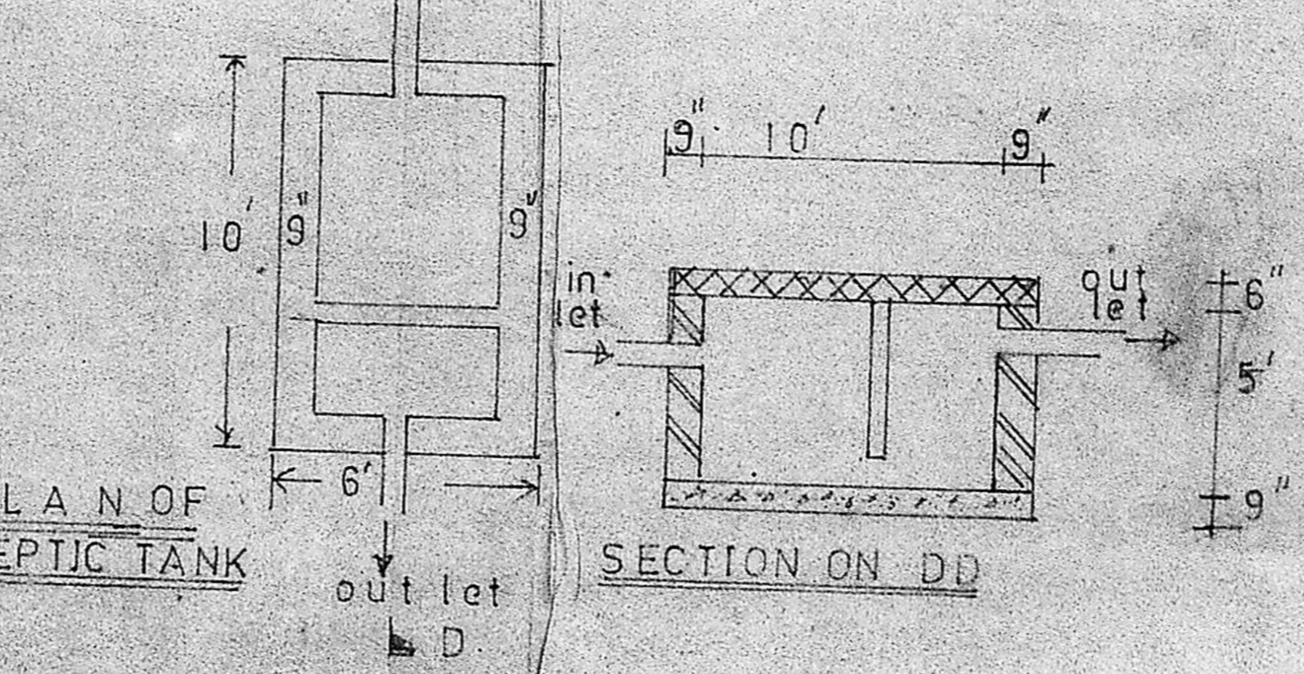 10'
9"
9"
6'
LAN OF
EPTIC TANK
out let
D.
9" 10' 9"
in
let
out
let
6"
5'
9"
SECTION ON DD